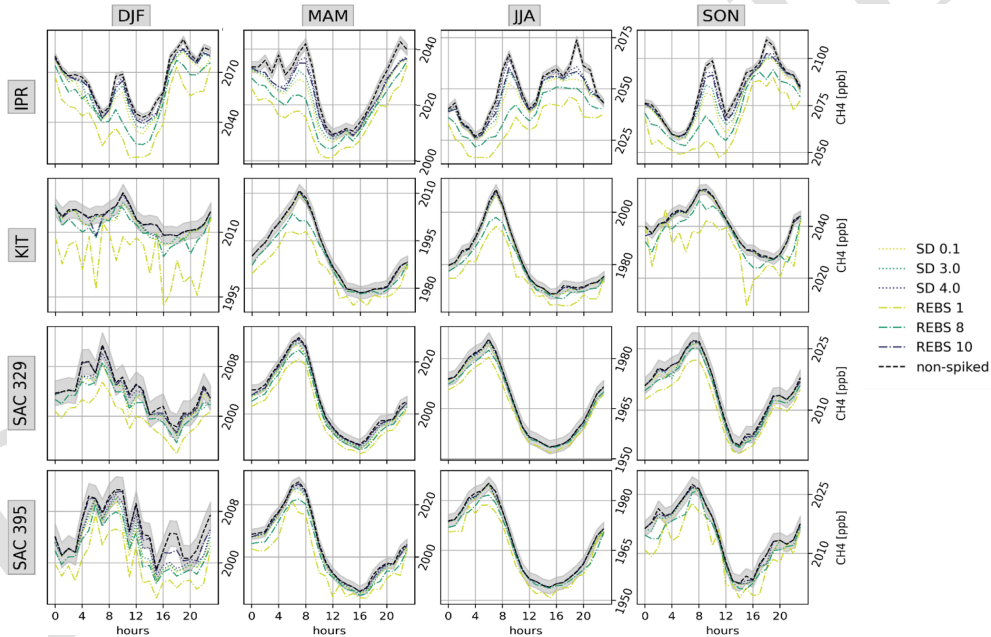 DJF MAM JJA SON
IPR 2070 2040 2040 2020 2000 2075 2050 2025 2100 2075 2050 CH4 [ppb]
KIT 2010 1995 2010 1995 1980 2000 1980 2040 2020 CH4 [ppb]
SD 0.1
SD 3.0
SD 4.0
REBS 1
REBS 8
REBS 10
non-spiked
SAC 329 2008 2000 2020 2000 1980 1965 1950 2025 2010 CH4 [ppb]
SAC 395 2008 2000 2020 2000 1980 1965 1950 2025 2010 CH4 [ppb]
0 4 8 12 16 20 0 4 8 12 16 20 0 4 8 12 16 20 0 4 8 12 16 20
hours hours hours hours